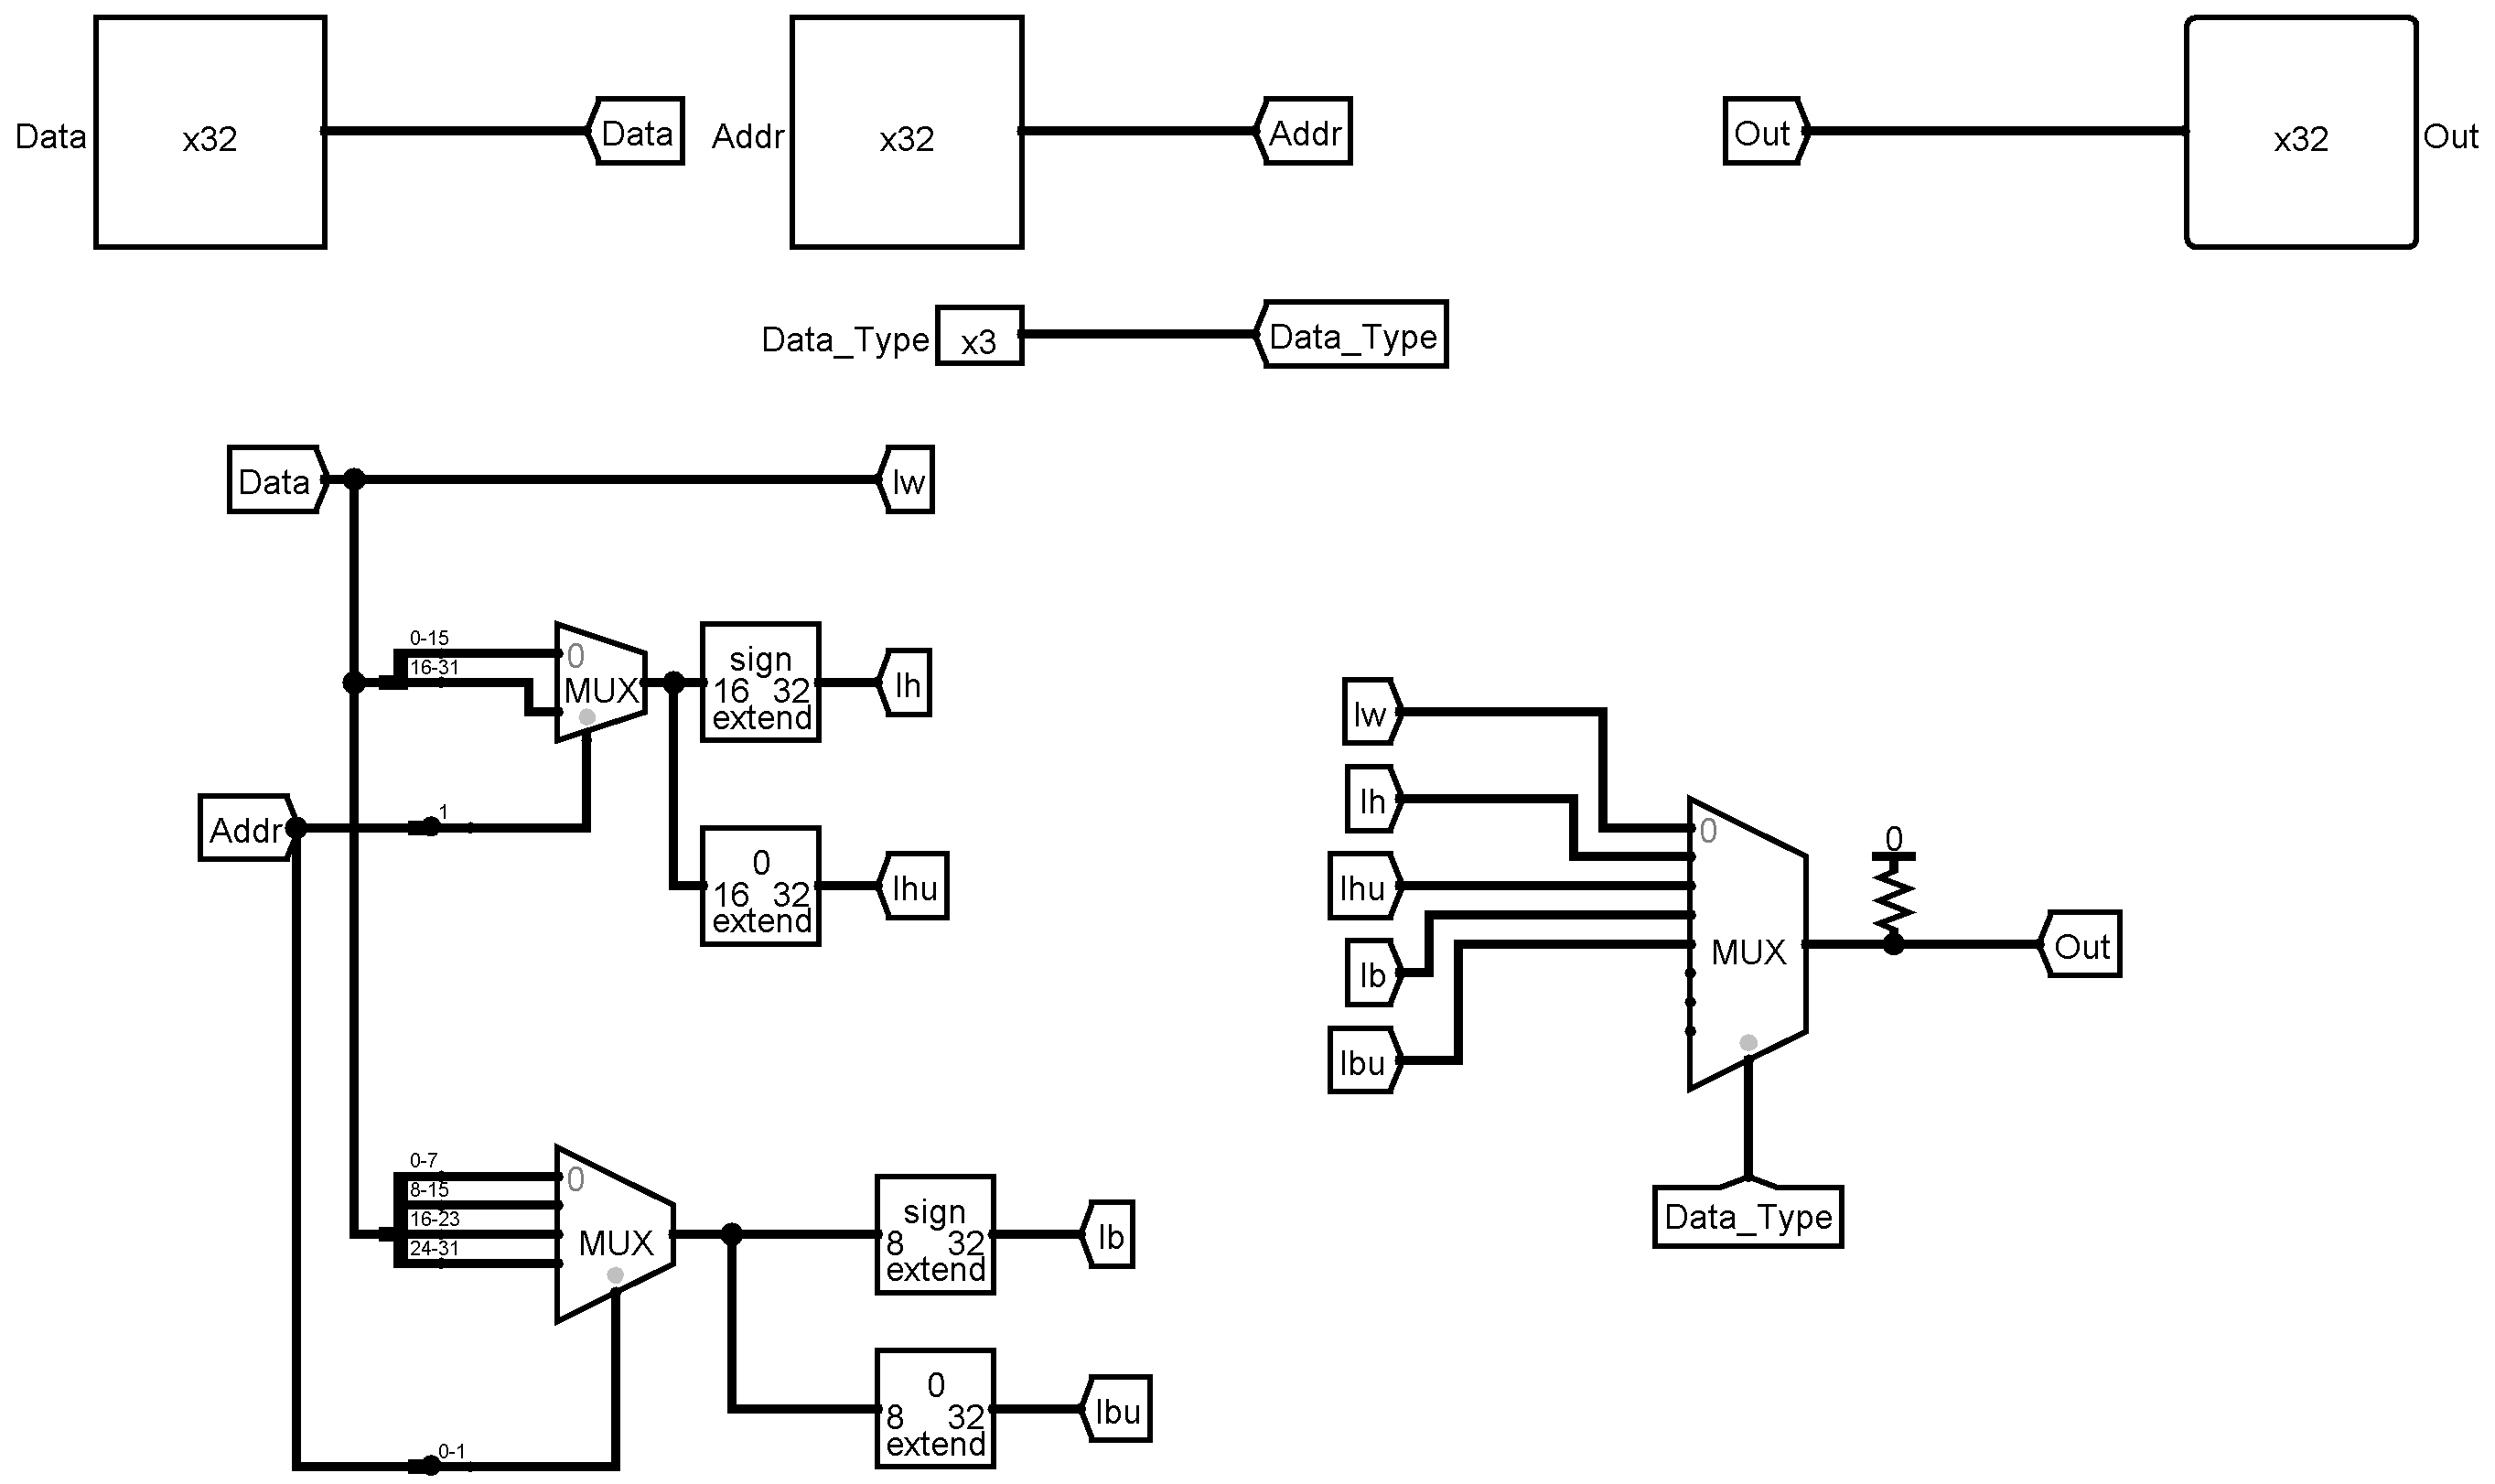 Data
x32
Data
Addr
x32
Addr
Out
x32
Out
Data_Type
x3
Data_Type
Data
lw
0-15
16-31
0
MUX
sign
16 32
extend
lh
Addr
1
0
16 32
extend
lhu
0-7
8-15
16-23
24-31
0
MUX
sign
8 32
extend
lb
0
8 32
extend
lbu
0-1
lw
lh
lhu
lb
lbu
0
MUX
0
Out
Data_Type